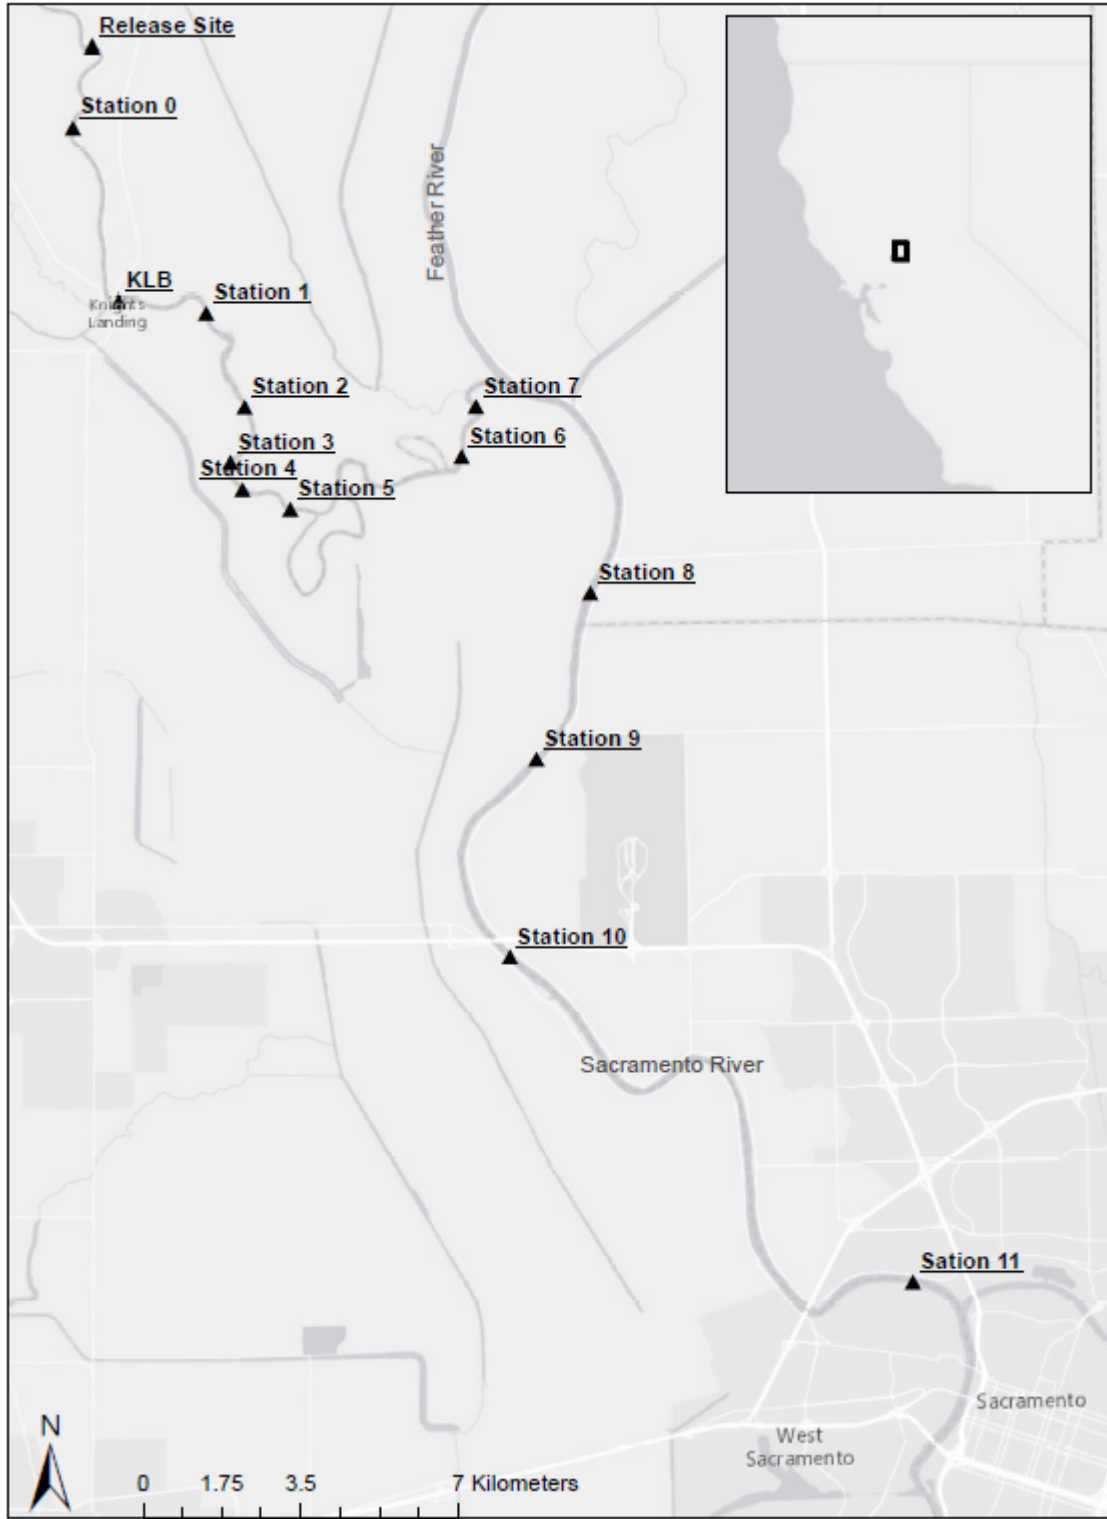 Release Site
Station 0
Feather River
KLB
Knights
Landing
Station 1
Station 2
Station 7
Station 3
Station 6
Station 4
Station 5
Station 8
Station 9
Station 10
Sacramento River
Sation 11
Sacramento
West
Sacramento
N
0 1.75 3.5 7 Kilometers